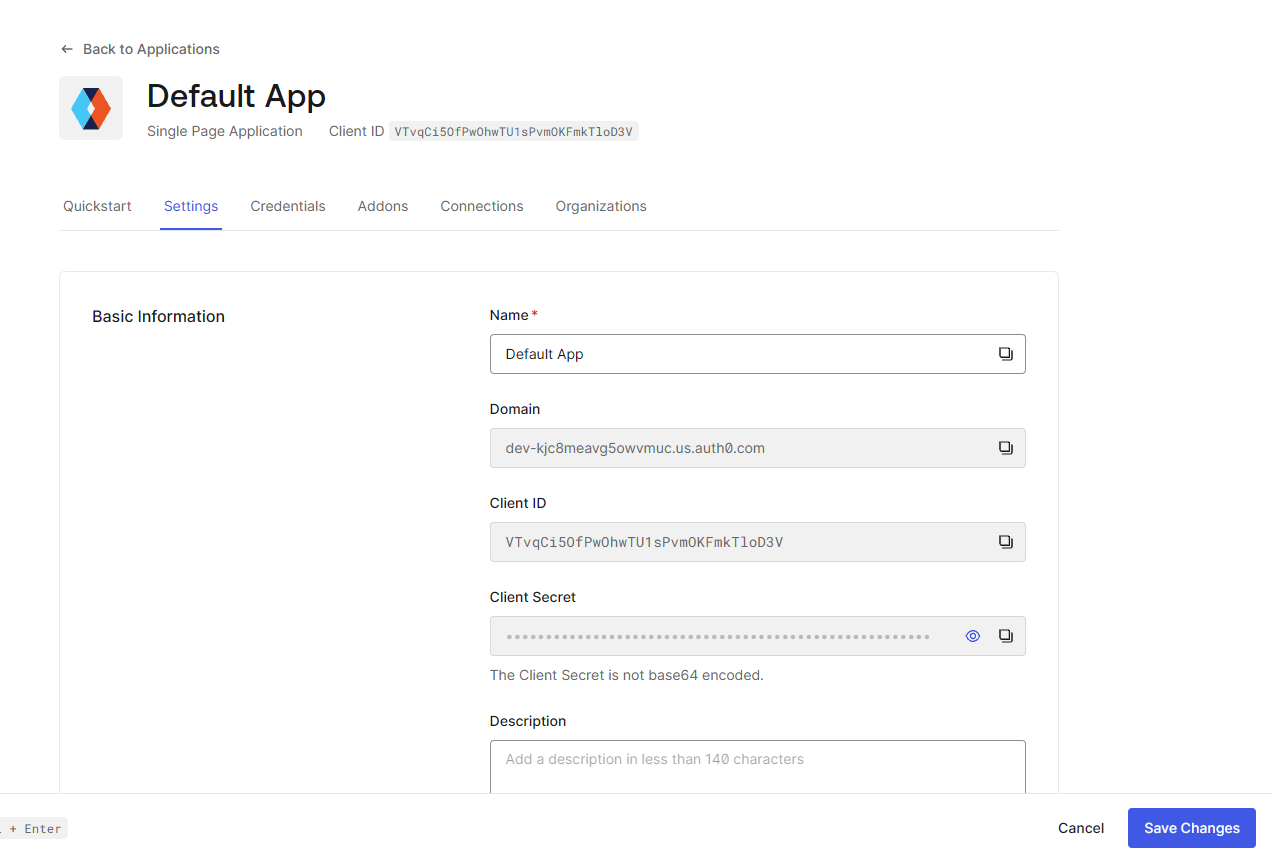 Back to Applications
Default App
Single Page Application Client ID VTvqCi5OfPwOhwTU1sPvmOKFmkTloD3V
Quickstart Settings Credentials Addons Connections Organizations
Basic Information
Name *
Default App
Domain
dev-kjc8meavg5owvmuc.us.auth0.com
Client ID
VTvqCi5OfPwOhwTU1sPvmOKFmkTloD3V
Client Secret
The Client Secret is not base64 encoded.
Description
Add a description in less than 140 characters
+ Enter
Cancel Save Changes